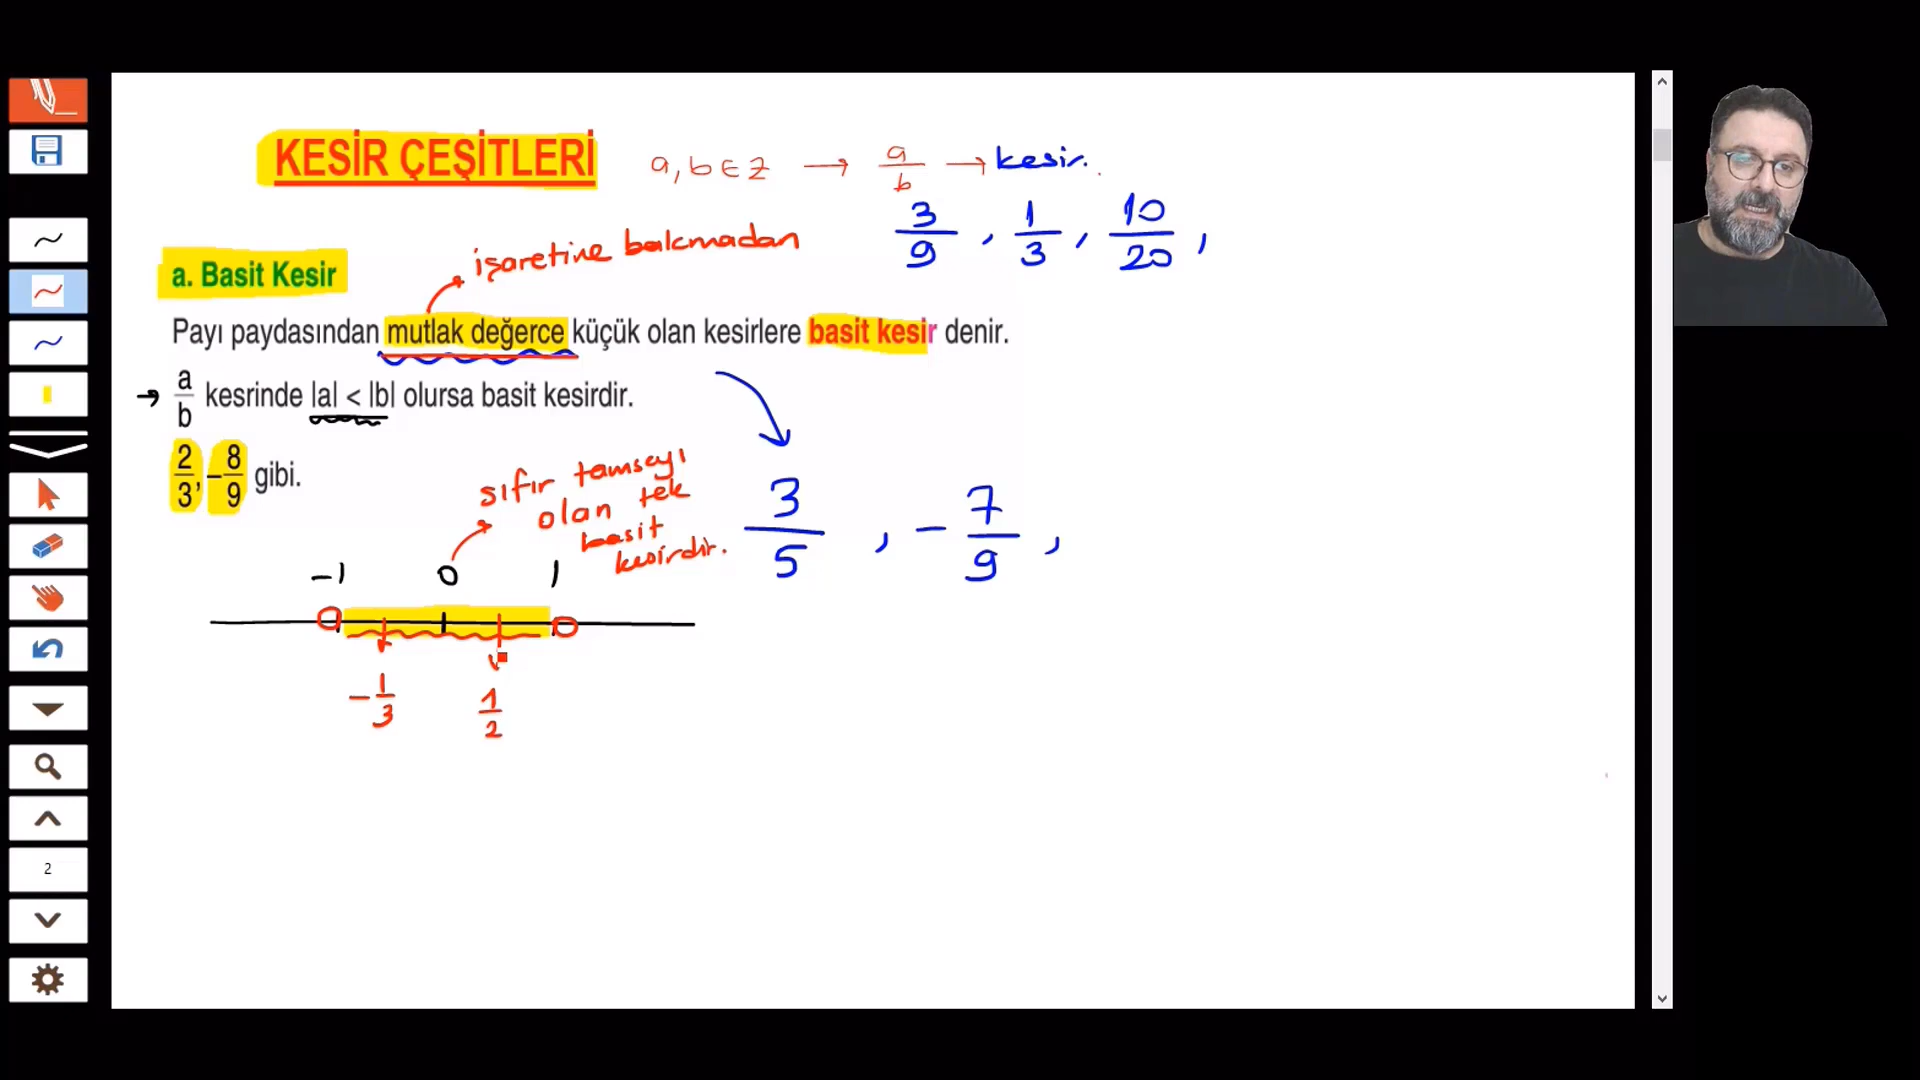 KESİR ÇEŞİTLERİ
a, b ∈ Z → a/b → kesir.
3/9 , 1/3 , 10/20 ,
işaretine bakmadan
a. Basit Kesir
Payı paydasından mutlak değerce küçük olan kesirlere basit kesir denir.
→ a/b kesrinde |a| < |b| olursa basit kesirdir.
2/3, -8/9 gibi.
sıfır tamsayı
olan tek
basit
kesirdir.
3/5 , -7/9 ,
-1 0 1
-1/3 1/2
2